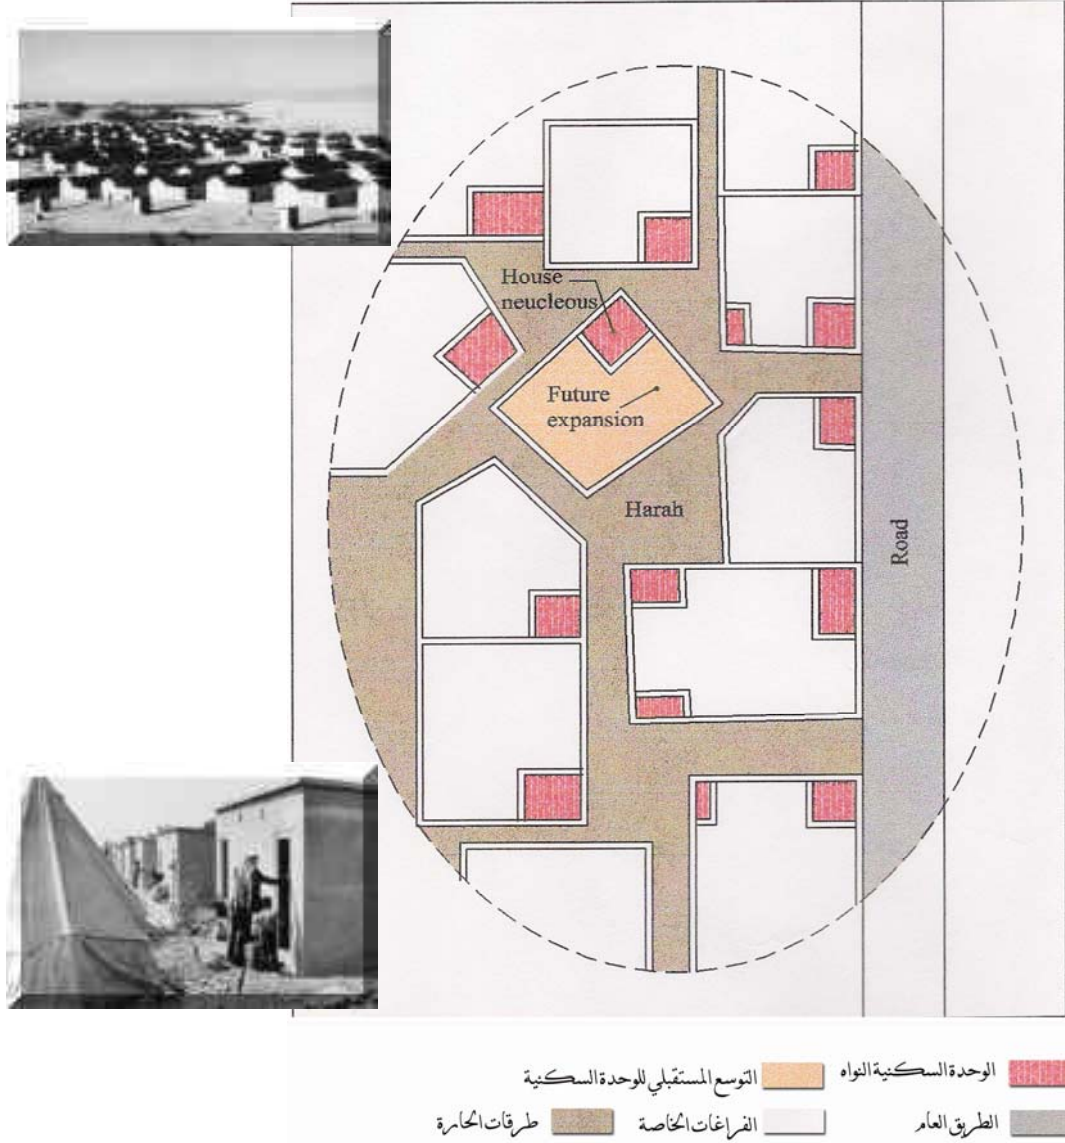 House
neucleous
Future
expansion
Harah
Road
الوحدة السكنية النواه
التوسع المستقبلي للوحدة السكنية
الطريق العام
الفراغات الخاصة
طرقات الحارة